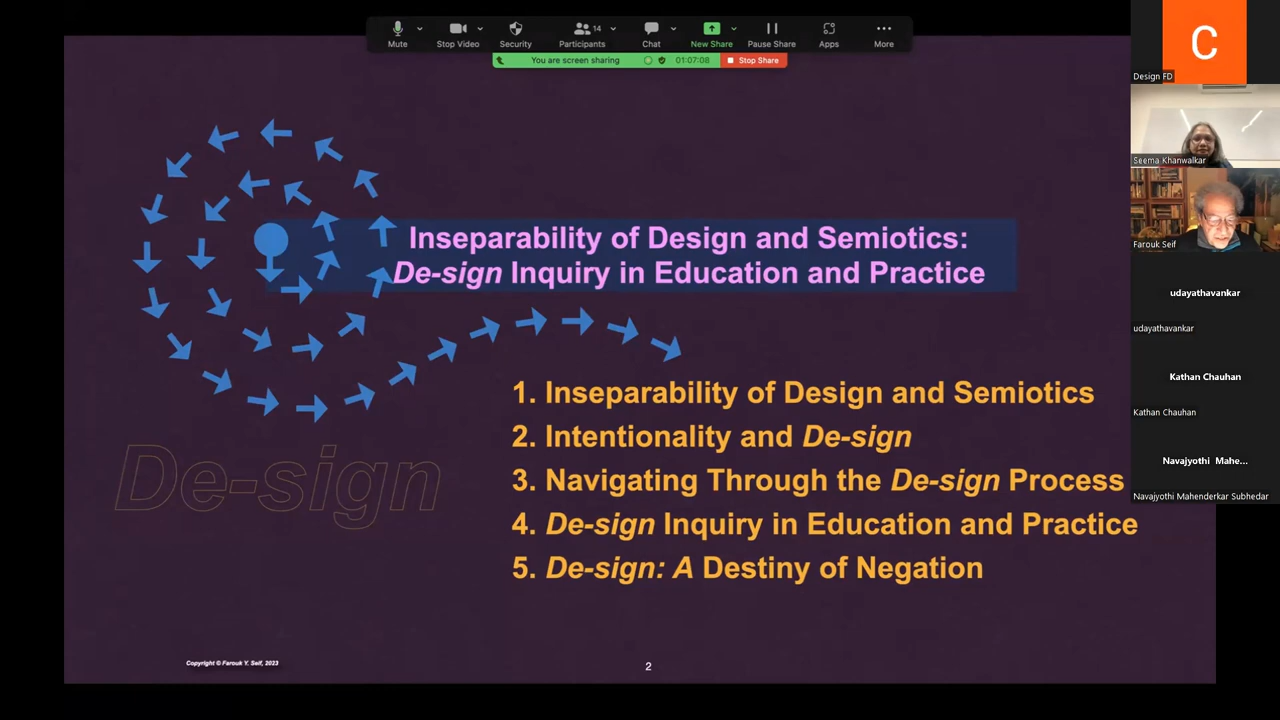 Mute
Stop Video
Security
14
Participants
Chat
New Share
Pause Share
Apps
More
You are screen sharing
01:07:08
Stop Share
C
Design FD
Seema Khanwalkar
Farouk Seif
udayathavankar
udayathavankar
Kathan Chauhan
Kathan Chauhan
Navajyothi Mahe...
Navajyothi Mahenderkar Subhedar
Inseparability of Design and Semiotics:
De-sign Inquiry in Education and Practice
1. Inseparability of Design and Semiotics
2. Intentionality and De-sign
3. Navigating Through the De-sign Process
4. De-sign Inquiry in Education and Practice
5. De-sign: A Destiny of Negation
De-sign
Copyright © Farouk Y. Seif, 2023
2